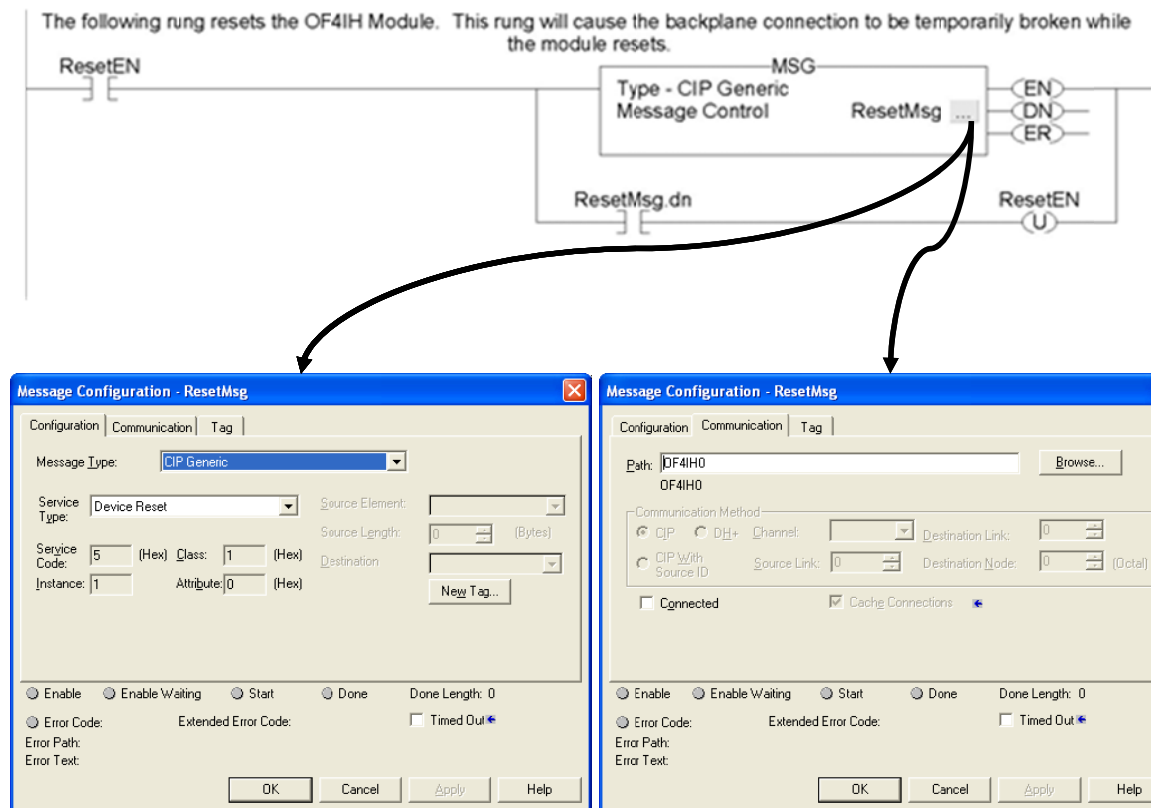 The following rung resets the OF4IH Module. This rung will cause the backplane connection to be temporarily broken while
the module resets.
ResetEN
MSG
Type - CIP Generic
Message Control ResetMsg ...
EN
DN
ER
ResetMsg.dn
ResetEN
U
Message Configuration - ResetMsg
Configuration Communication Tag
Message Type: CIP Generic
Service Type: Device Reset
Source Element:
Source Length: 0 (Bytes)
Service Code: 5 (Hex) Class: 1 (Hex)
Destination
Instance: 1 Attribute: 0 (Hex)
New Tag...
Enable Enable Waiting Start Done Done Length: 0
Error Code: Extended Error Code: Timed Out
Error Path:
Error Text:
OK Cancel Apply Help
Message Configuration - ResetMsg
Configuration Communication Tag
Path: OF4IH0 Browse...
OF4IH0
Communication Method
CIP DH+ Channel: Destination Link: 0
CIP With Source ID Source Link: 0 Destination Node: 0 (Octal)
Connected Cache Connections
Enable Enable Waiting Start Done Done Length: 0
Error Code: Extended Error Code: Timed Out
Error Path:
Error Text:
OK Cancel Apply Help